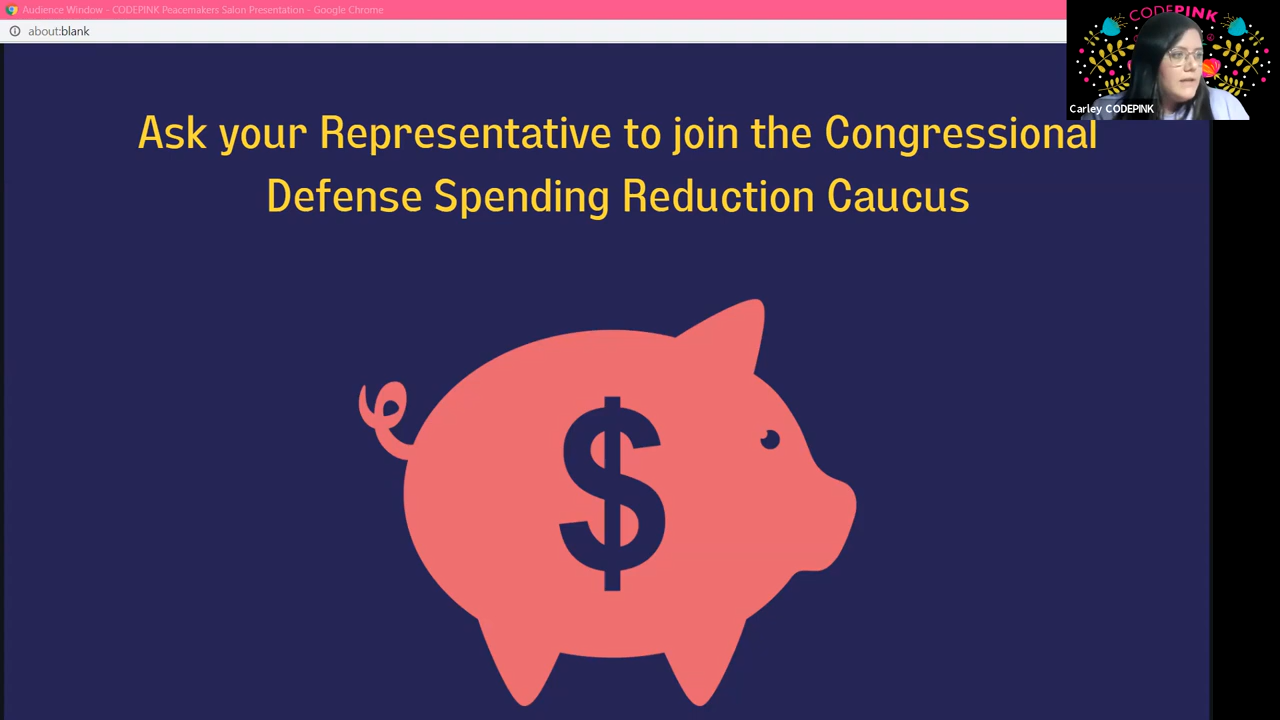 Audience Window - CODEPINK Peacemakers Salon Presentation - Google Chrome
about:blank
CODEPINK
Carley CODEPINK
Ask your Representative to join the Congressional
Defense Spending Reduction Caucus
$